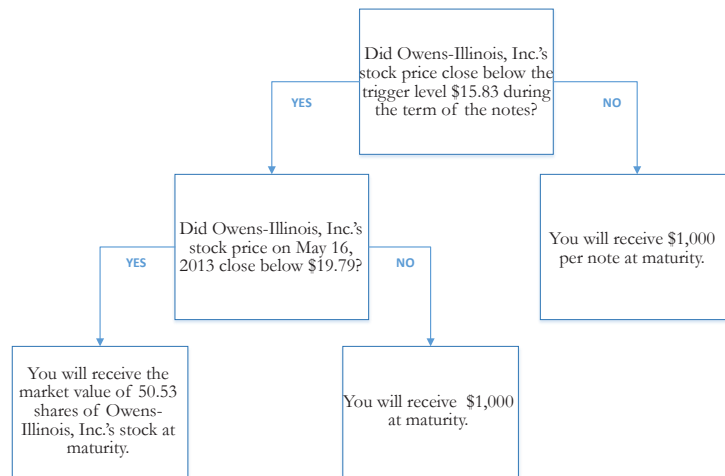 Did Owens-Illinois, Inc.'s
stock price close below the
trigger level $15.83 during
the term of the notes?
YES
NO
Did Owens-Illinois, Inc.'s
stock price on May 16,
2013 close below $19.79?
You will receive $1,000
per note at maturity.
YES
NO
You will receive the
market value of 50.53
shares of Owens-
Illinois, Inc.'s stock at
maturity.
You will receive $1,000
at maturity.